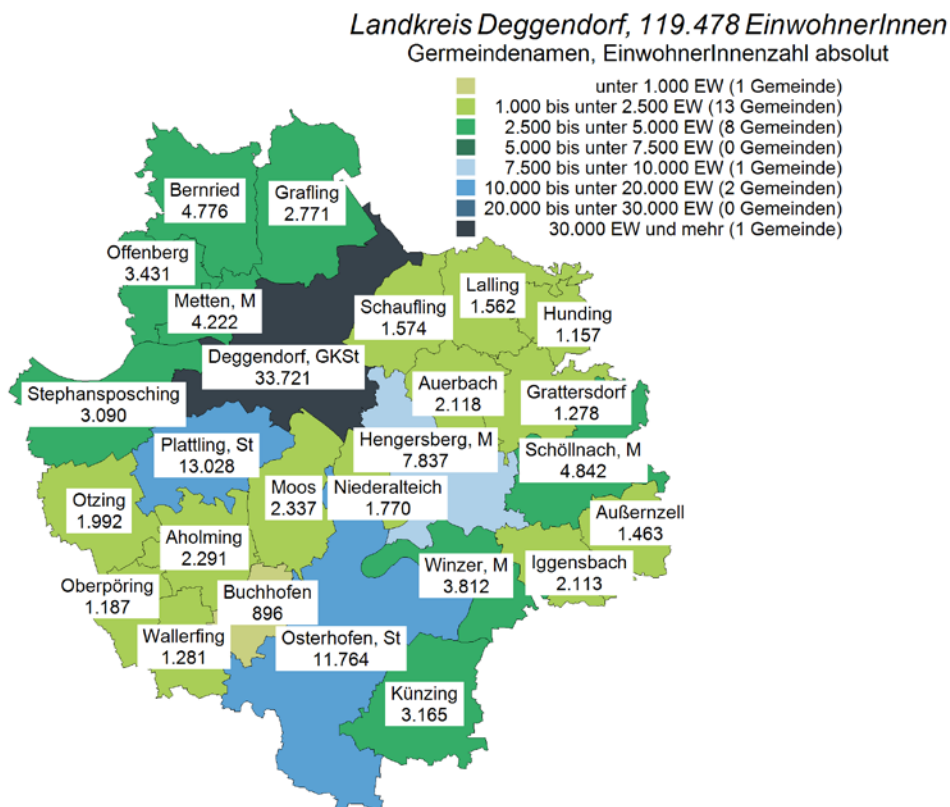 Landkreis Deggendorf, 119.478 EinwohnerInnen
Germeindenamen, EinwohnerInnenzahl absolut
unter 1.000 EW (1 Gemeinde)
1.000 bis unter 2.500 EW (13 Gemeinden)
2.500 bis unter 5.000 EW (8 Gemeinden)
5.000 bis unter 7.500 EW (0 Gemeinden)
7.500 bis unter 10.000 EW (1 Gemeinde)
10.000 bis unter 20.000 EW (2 Gemeinden)
20.000 bis unter 30.000 EW (0 Gemeinden)
30.000 EW und mehr (1 Gemeinde)
Bernried
4.776
Grafling
2.771
Offenberg
3.431
Metten, M
4.222
Schaufling
1.574
Lalling
1.562
Hunding
1.157
Deggendorf, GKSt
33.721
Stephansposching
3.090
Auerbach
2.118
Grattersdorf
1.278
Plattling, St
13.028
Hengersberg, M
7.837
Schöllnach, M
4.842
Otzing
1.992
Moos
2.337
Niederalteich
1.770
Außernzell
1.463
Aholming
2.291
Winzer, M
3.812
Iggensbach
2.113
Oberpöring
1.187
Buchhofen
896
Wallerfing
1.281
Osterhofen, St
11.764
Künzing
3.165